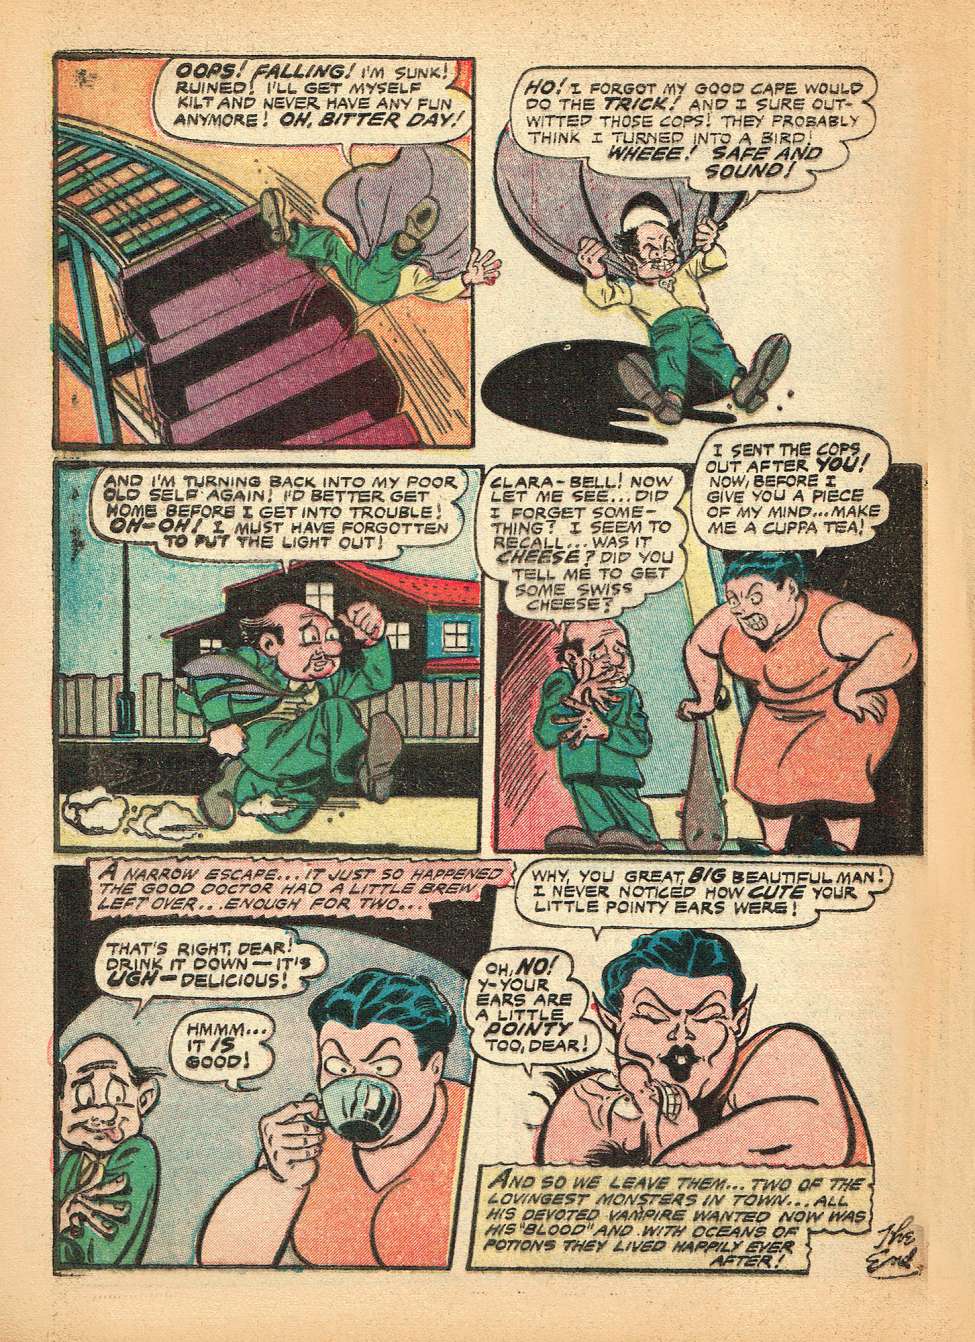 OOPS! FALLING! I'M SUNK!
RUINED! I'LL GET MYSELF
KILT AND NEVER HAVE ANY FUN
ANYMORE! OH, BITTER DAY!
HO! I FORGOT MY GOOD CAPE WOULD
DO THE TRICK! AND I SURE OUT-
WITTED THOSE COPS! THEY PROBABLY
THINK I TURNED INTO A BIRD!
WHEEE! SAFE AND
SOUND!
AND I'M TURNING BACK INTO MY POOR
OLD SELF AGAIN! I'D BETTER GET
HOME BEFORE I GET INTO TROUBLE!
OH-OH! I MUST HAVE FORGOTTEN
TO PUT THE LIGHT OUT!
CLARA-BELL! NOW
LET ME SEE... DID
I FORGET SOME-
THING? I SEEM TO
RECALL... WAS IT
CHEESE? DID YOU
TELL ME TO GET
SOME SWISS
CHEESE?
I SENT THE COPS
OUT AFTER YOU!
NOW, BEFORE I
GIVE YOU A PIECE
OF MY MIND... MAKE
ME A CUPPA TEA!
A NARROW ESCAPE... IT JUST SO HAPPENED
THE GOOD DOCTOR HAD A LITTLE BREW
LEFT OVER... ENOUGH FOR TWO...
THAT'S RIGHT, DEAR!
DRINK IT DOWN — IT'S
UGH — DELICIOUS!
HMMM...
IT IS
GOOD!
WHY, YOU GREAT, BIG BEAUTIFUL MAN!
I NEVER NOTICED HOW CUTE YOUR
LITTLE POINTY EARS WERE!
OH, NO!
Y-YOUR
EARS ARE
A LITTLE
POINTY
TOO, DEAR!
AND SO WE LEAVE THEM... TWO OF THE
LOVINGEST MONSTERS IN TOWN... ALL
HIS DEVOTED VAMPIRE WANTED NOW WAS
HIS "BLOOD" AND WITH OCEANS OF
POTIONS THEY LIVED HAPPILY EVER
AFTER!
The
End